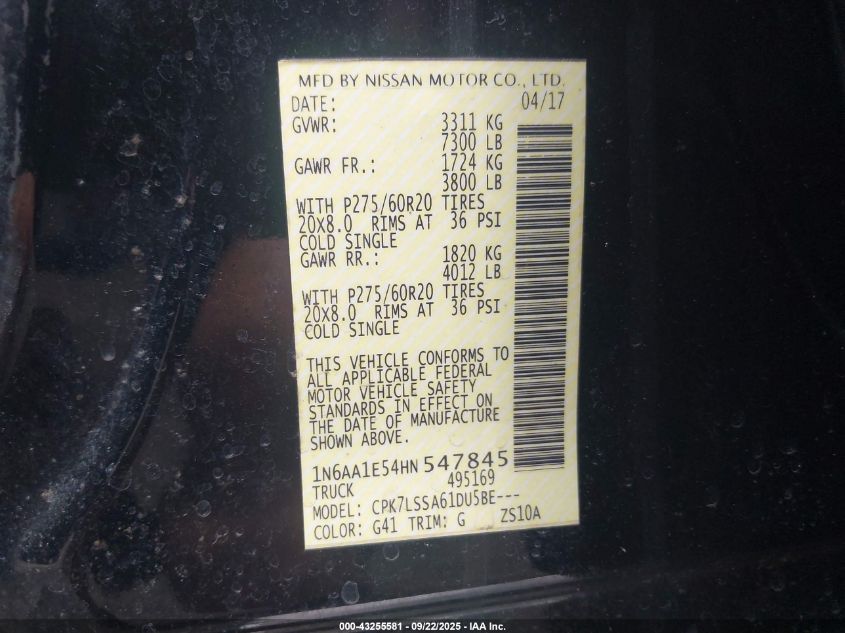 MFD BY NISSAN MOTOR CO., LTD.
DATE: 04/17
GVWR: 3311 KG
7300 LB
GAWR FR.: 1724 KG
3800 LB
WITH P275/60R20 TIRES
20X8.0 RIMS AT 36 PSI
COLD SINGLE
GAWR RR.: 1820 KG
4012 LB
WITH P275/60R20 TIRES
20X8.0 RIMS AT 36 PSI
COLD SINGLE
THIS VEHICLE CONFORMS TO
ALL APPLICABLE FEDERAL
MOTOR VEHICLE SAFETY
STANDARDS IN EFFECT ON
THE DATE OF MANUFACTURE
SHOWN ABOVE.
1N6AA1E54HN547845
TRUCK 495169
MODEL: CPK7LSSA61DU5BE---
COLOR: G41 TRIM: G ZS10A
000-43255581 - 09/22/2025 - IAA Inc.